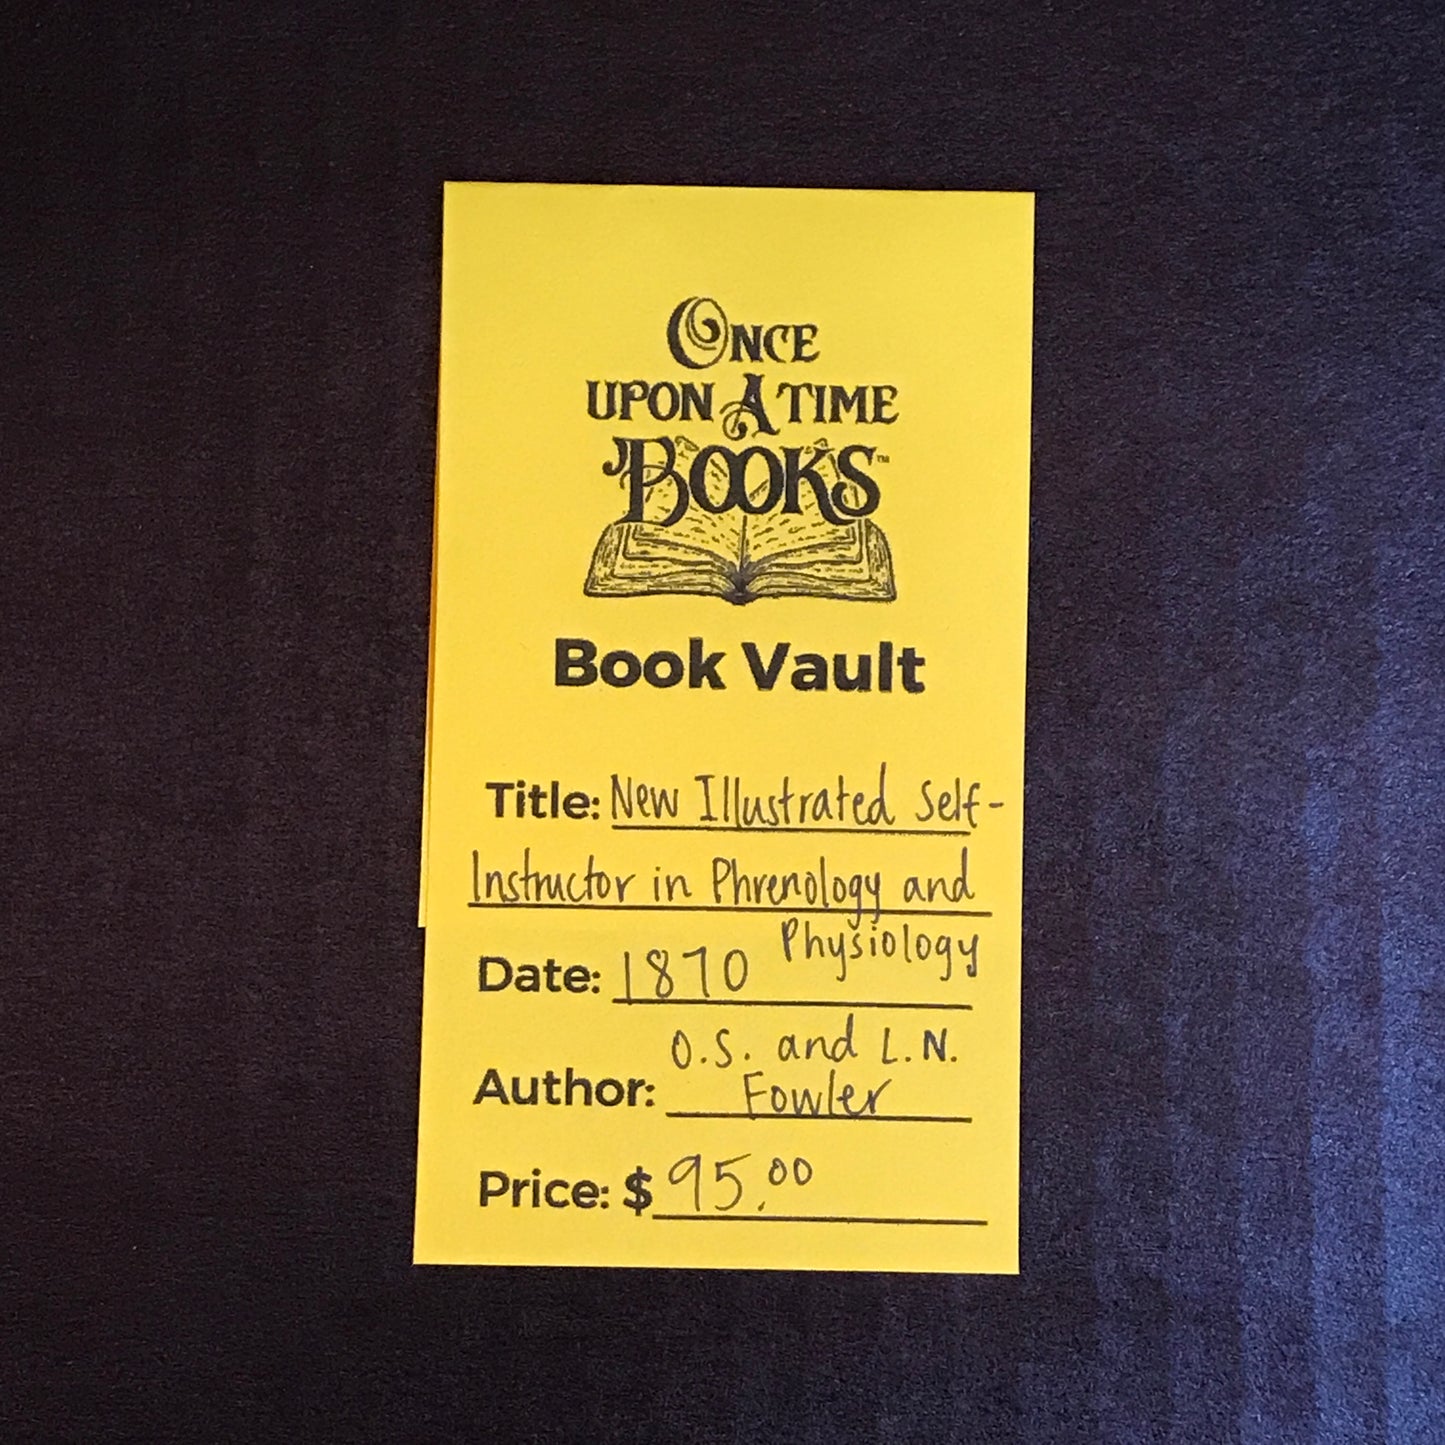 ONCE
UPON A TIME
BOOKS™
Book Vault
Title: New Illustrated Self-
Instructor in Phrenology and
Physiology
Date: 1870
O.S. and L.N.
Author: Fowler
Price: $95.00